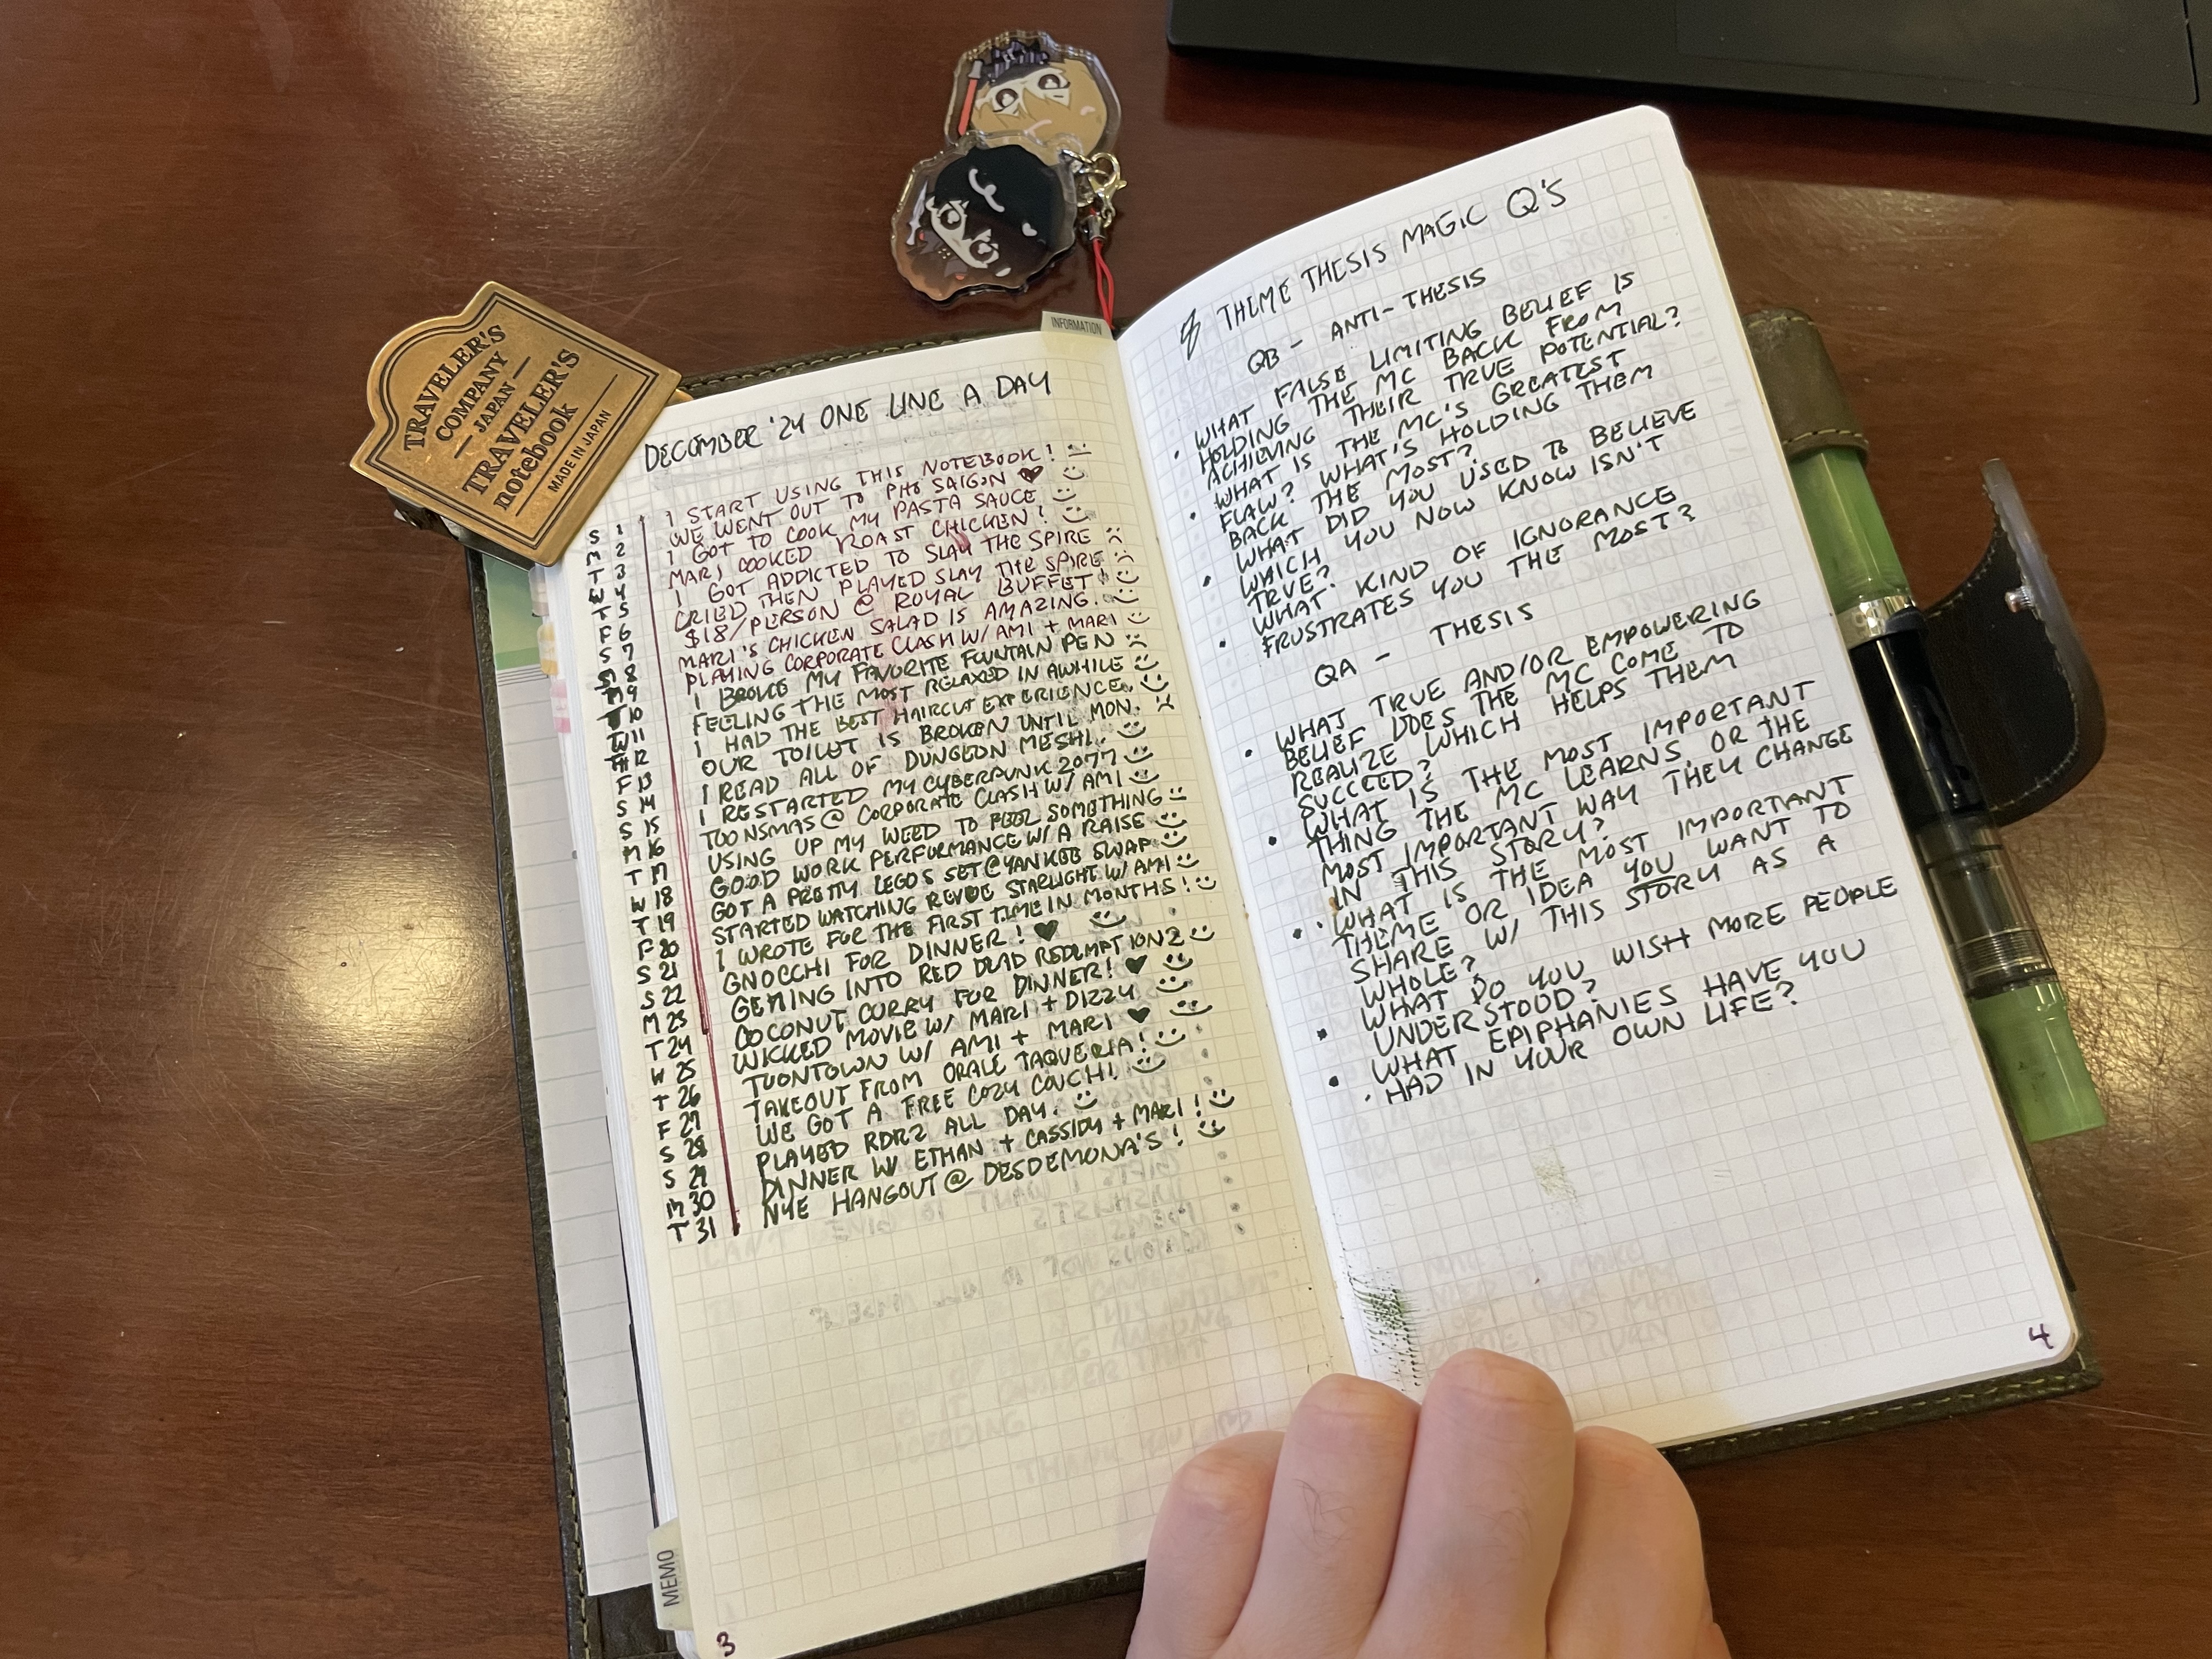 TRAVELER'S
COMPANY
— JAPAN —
TRAVELER'S
notebook
MADE IN JAPAN
INFORMATION
DECEMBER '24 ONE LINE A DAY
S 1 I START USING THIS NOTEBOOK!
M 2 WE WENT OUT TO PHO SAIGON ♥
T 3 I GOT TO COOK MY PASTA SAUCE
W 4 MARI COOKED ROAST CHICKEN!
T 5 I GOT ADDICTED TO SLAY THE SPIRE
F 6 CRIED THEN PLAYED SLAY THE SPIRE
S 7 $18/PERSON @ ROYAL BUFFET!
S 8 MARI'S CHICKEN SALAD IS AMAZING.
M 9 PLAYING CORPORATE CLASH W/ AMI + MARI
T 10 I BROKE MY FAVORITE FOUNTAIN PEN
W 11 FEELING THE MOST RELAXED IN AWHILE
TH 12 I HAD THE BEST HAIRCUT EXPERIENCE.
F 13 OUR TOILET IS BROKEN UNTIL MON.
S 14 I READ ALL OF DUNGEON MESHI.
S 15 I RESTARTED MY CYBERPUNK 2077
M 16 TOONSMAS @ CORPORATE CLASH W/ AMI
T 17 USING UP MY WEED TO FEEL SOMETHING
W 18 GOOD WORK PERFORMANCE W/ A RAISE
T 19 GOT A PRETTY LEGOS SET @ YANKEE SWAP
F 20 STARTED WATCHING REVUE STARLIGHT W/ AMI
S 21 I WROTE FOR THE FIRST TIME IN MONTHS!
S 22 GNOCCHI FOR DINNER! ♥
M 23 GETTING INTO RED DEAD REDEMPTION 2
T 24 COCONUT CURRY FOR DINNER! ♥
W 25 WICKED MOVIE W/ MARI + DIZZY
T 26 TOONTOWN W/ AMI + MARI ♥
F 27 TAKEOUT FROM ORALE TAQUERIA!
S 28 WE GOT A FREE COZY COUCH!
S 29 PLAYED RDR2 ALL DAY.
M 30 DINNER W/ ETHAN + CASSIDY + MARI!
T 31 NYE HANGOUT @ DESDEMONA'S!
MEMO
3
THEME THESIS MAGIC Q'S
QB - ANTI-THESIS
• WHAT FALSE LIMITING BELIEF IS
HOLDING THE MC BACK FROM
ACHIEVING THEIR TRUE POTENTIAL?
• WHAT IS THE MC'S GREATEST
FLAW? WHAT'S HOLDING THEM
BACK THE MOST?
• WHAT DID YOU USED TO BELIEVE
WHICH YOU NOW KNOW ISN'T
TRUE?
• WHAT KIND OF IGNORANCE
FRUSTRATES YOU THE MOST?
QA - THESIS
• WHAT TRUE AND/OR EMPOWERING
BELIEF DOES THE MC COME TO
REALIZE WHICH HELPS THEM
SUCCEED?
• WHAT IS THE MOST IMPORTANT
THING THE MC LEARNS, OR THE
MOST IMPORTANT WAY THEY CHANGE
IN THIS STORY?
• WHAT IS THE MOST IMPORTANT
THEME OR IDEA YOU WANT TO
SHARE W/ THIS STORY AS A
WHOLE?
• WHAT DO YOU WISH MORE PEOPLE
UNDERSTOOD?
• WHAT EPIPHANIES HAVE YOU
HAD IN YOUR OWN LIFE?
4